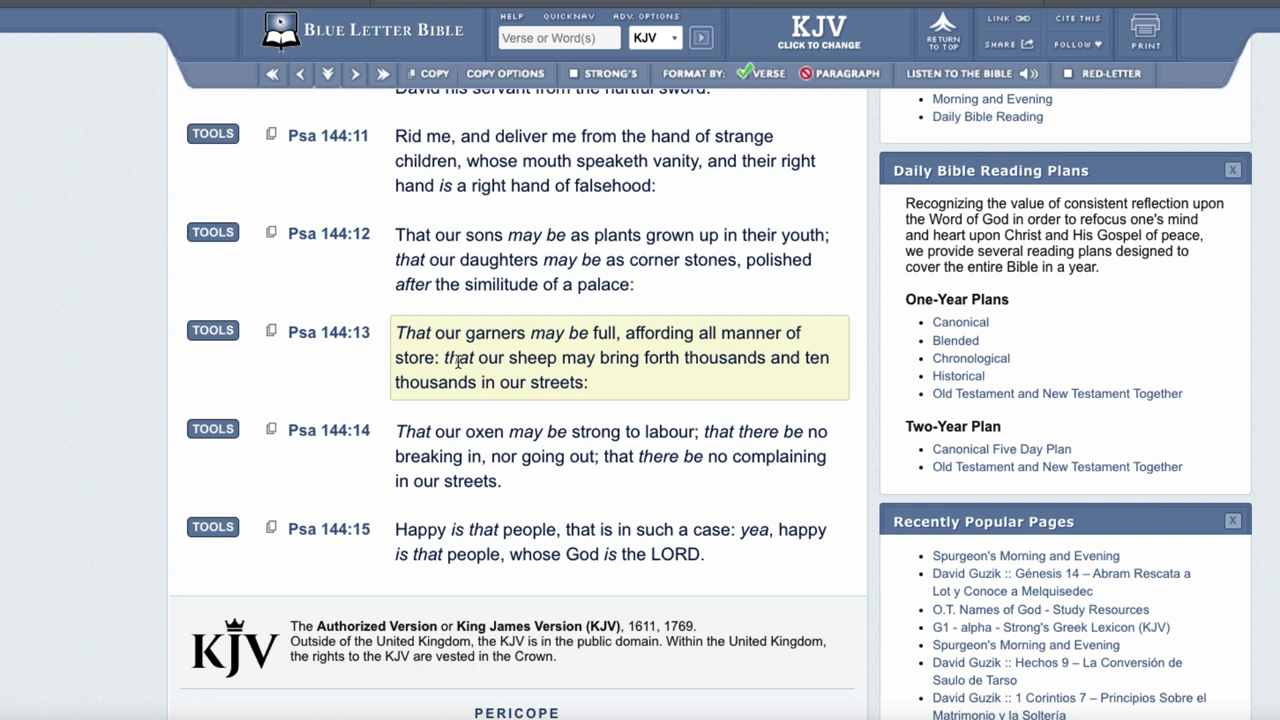 BLUE LETTER BIBLE
HELP QUICKNAV ADV. OPTIONS
Verse or Word(s) KJV
KJV
CLICK TO CHANGE
RETURN
TO TOP
LINK CITE THIS
SHARE FOLLOW
PRINT
COPY COPY OPTIONS STRONG'S FORMAT BY: VERSE PARAGRAPH LISTEN TO THE BIBLE RED-LETTER
David his servant from the hurtful sword.
TOOLS Psa 144:11 Rid me, and deliver me from the hand of strange
children, whose mouth speaketh vanity, and their right
hand is a right hand of falsehood:
TOOLS Psa 144:12 That our sons may be as plants grown up in their youth;
that our daughters may be as corner stones, polished
after the similitude of a palace:
TOOLS Psa 144:13 That our garners may be full, affording all manner of
store: that our sheep may bring forth thousands and ten
thousands in our streets:
TOOLS Psa 144:14 That our oxen may be strong to labour; that there be no
breaking in, nor going out; that there be no complaining
in our streets.
TOOLS Psa 144:15 Happy is that people, that is in such a case: yea, happy
is that people, whose God is the LORD.
KJV
The Authorized Version or King James Version (KJV), 1611, 1769.
Outside of the United Kingdom, the KJV is in the public domain. Within the United Kingdom,
the rights to the KJV are vested in the Crown.
PERICOPE
Morning and Evening
Daily Bible Reading
Daily Bible Reading Plans X
Recognizing the value of consistent reflection upon
the Word of God in order to refocus one's mind
and heart upon Christ and His Gospel of peace,
we provide several reading plans designed to
cover the entire Bible in a year.
One-Year Plans
Canonical
Blended
Chronological
Historical
Old Testament and New Testament Together
Two-Year Plan
Canonical Five Day Plan
Old Testament and New Testament Together
Recently Popular Pages X
Spurgeon's Morning and Evening
David Guzik :: Génesis 14 – Abram Rescata a
Lot y Conoce a Melquisedec
O.T. Names of God - Study Resources
G1 - alpha - Strong's Greek Lexicon (KJV)
Spurgeon's Morning and Evening
David Guzik :: Hechos 9 – La Conversión de
Saulo de Tarso
David Guzik :: 1 Corintios 7 – Principios Sobre el
Matrimonio y la Soltería